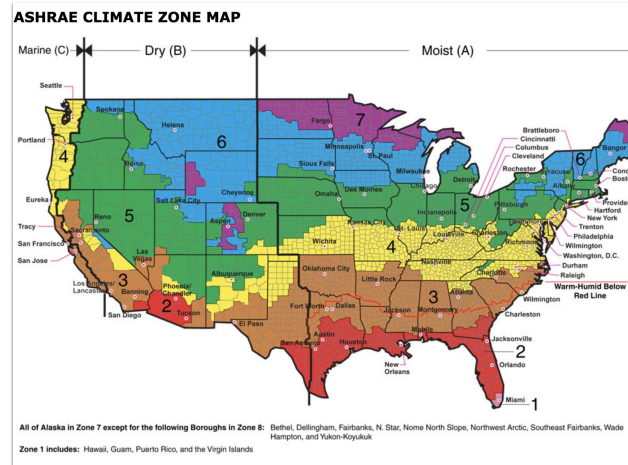 ASHRAE CLIMATE ZONE MAP
Marine (C)
Dry (B)
Moist (A)
Seattle
Spokane
Portland
4
Helena
6
Fargo
7
Minneapolis
St. Paul
Brattleboro
Cincinnatti
Columbus
Cleveland
Rochester
6
Bangor
Boise
Sioux Falls
Milwaukee
Detroit
Syracuse
Albany
Conc
Bost
Eureka
Cheyenne
Omaha
Des Moines
Chicago
Provide
Hartford
New York
Reno
5
Salt Lake City
Aspen
Denver
Indianapolis
5
Pittsburgh
Trenton
Philadelphia
Tracy
Sacramento
Kansas City
St. Louis
Louisville
Charleston
Wilmington
San Francisco
San Jose
Las
Vegas
Wichita
4
Richmond
Washington, D.C.
Durham
Raleigh
3
Albuquerque
Oklahoma City
Nashville
Charlotte
Los Angeles/
Lancaster
Banning
Phoenix/
Chandler
Little Rock
3
Atlanta
Warm-Humid Below
Red Line
Wilmington
San Diego
2
Tucson
El Paso
Fort Worth
Dallas
Jackson
Montgomery
Charleston
Austin
San Antonio
Houston
Mobile
Jacksonville
New
Orleans
2
Orlando
Miami
1
All of Alaska in Zone 7 except for the following Boroughs in Zone 8: Bethel, Dellingham, Fairbanks, N. Star, Nome North Slope, Northwest Arctic, Southeast Fairbanks, Wade
Hampton, and Yukon-Koyukuk
Zone 1 includes: Hawaii, Guam, Puerto Rico, and the Virgin Islands